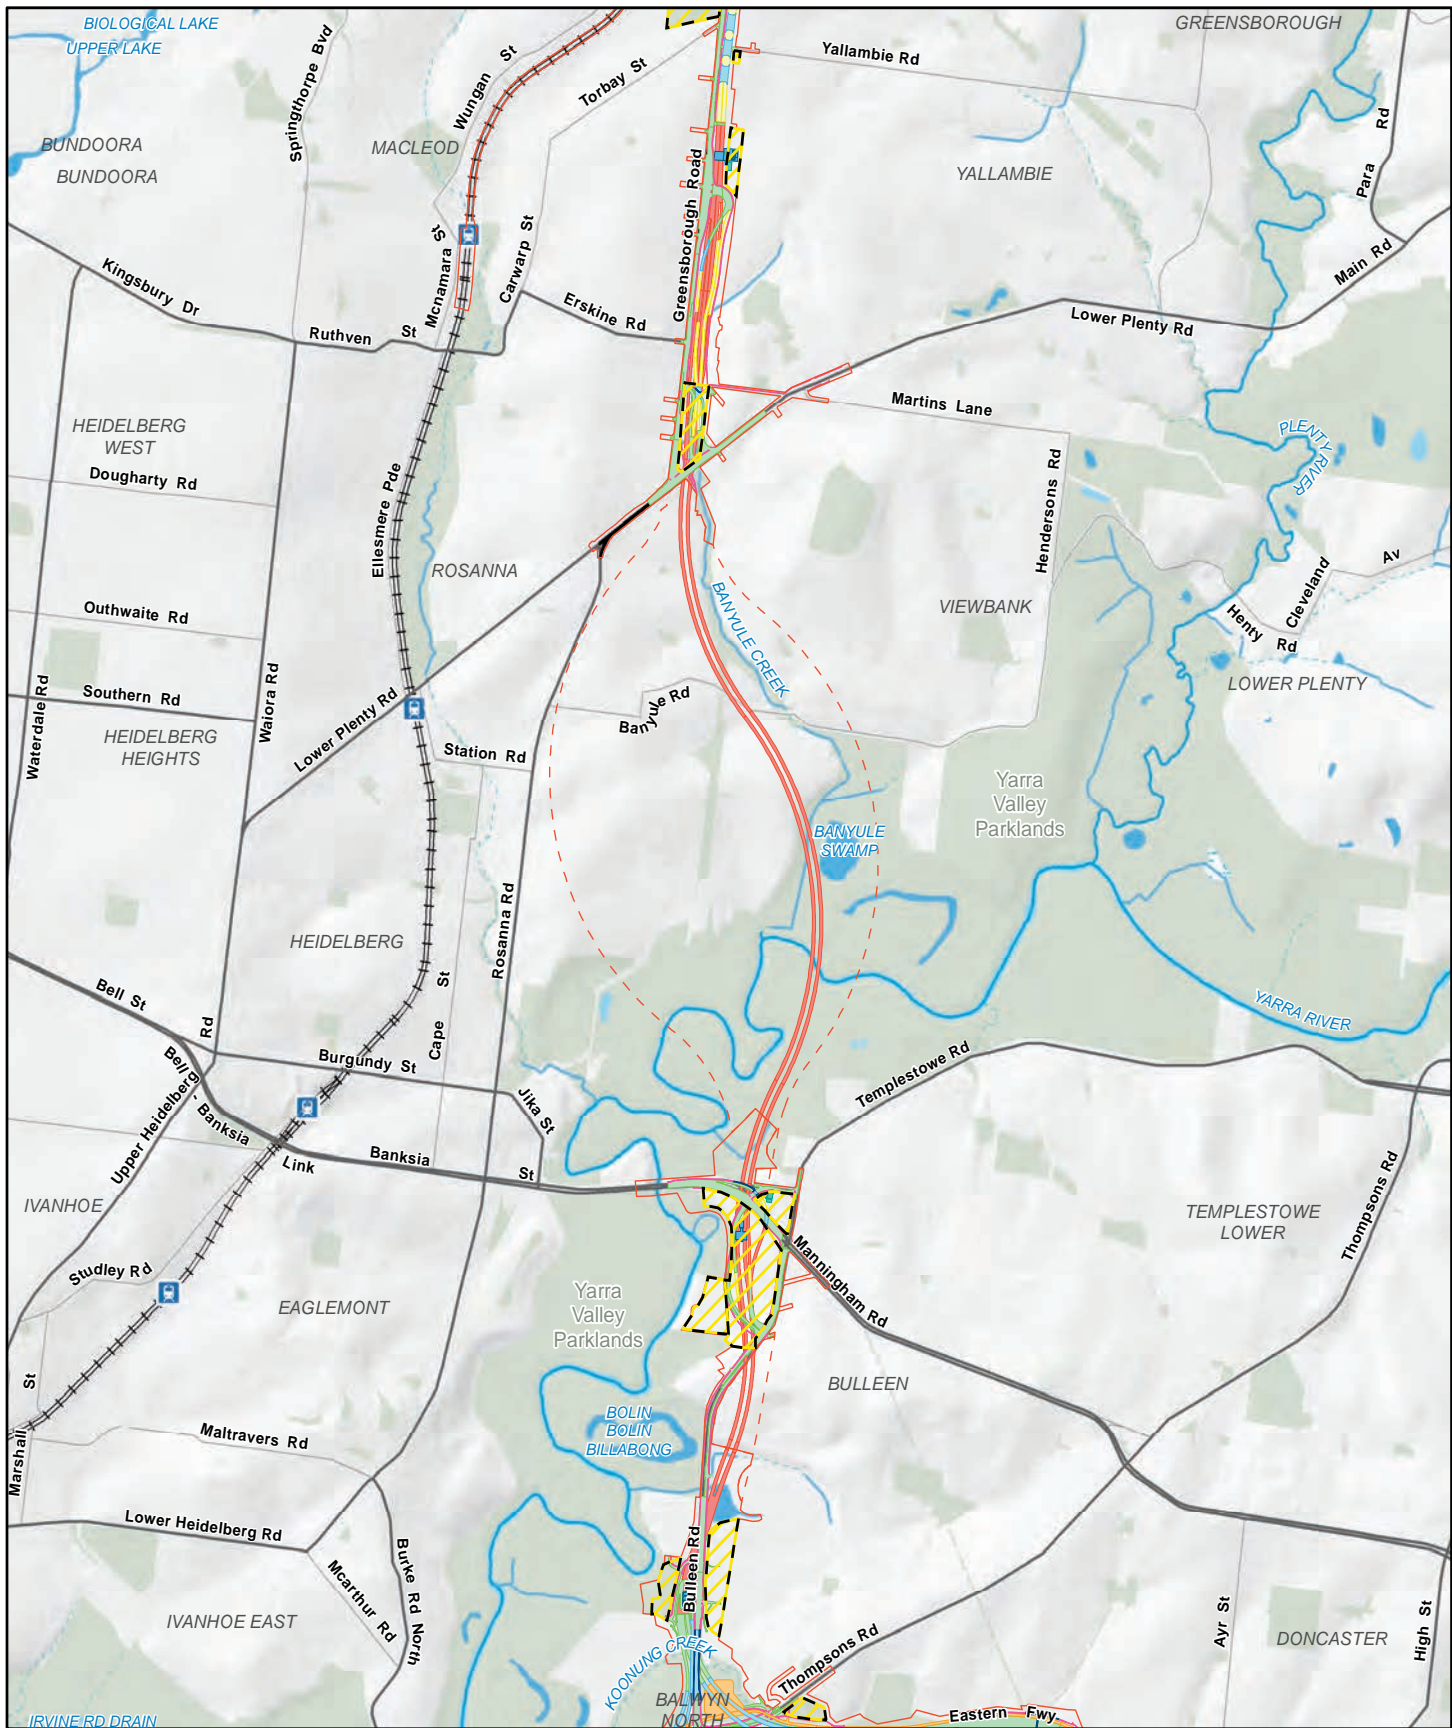 BIOLOGICAL LAKE
UPPER LAKE
Springthorpe Bvd
Wungan St
Torbay St
Yallambie Rd
GREENSBOROUGH
BUNDOORA
BUNDOORA
MACLEOD
Greensborough Road
YALLAMBIE
Para Rd
Main Rd
Kingsbury Dr
Mcnamara St
Carwarp St
Erskine Rd
Ruthven St
Lower Plenty Rd
Martins Lane
HEIDELBERG
WEST
Dougharty Rd
Ellesmere Pde
Hendersons Rd
PLENTY
RIVER
ROSANNA
BANYULE CREEK
VIEWBANK
Cleveland Av
Henty Rd
Outhwaite Rd
Waterdale Rd
Southern Rd
Waiora Rd
Lower Plenty Rd
Banyule Rd
LOWER PLENTY
HEIDELBERG
HEIGHTS
Station Rd
Yarra
Valley
Parklands
BANYULE
SWAMP
Rosanna Rd
HEIDELBERG
Bell St
Cape St
YARRA RIVER
Rd
Burgundy St
Templestowe Rd
Bell - Banksia
Link
Upper Heidelberg
Jika St
Banksia St
IVANHOE
TEMPLESTOWE
LOWER
Thompsons Rd
Manningham Rd
Studley Rd
EAGLEMONT
Yarra
Valley
Parklands
BULLEEN
Marshall St
BOLIN
BOLIN
BILLABONG
Maltravers Rd
Lower Heidelberg Rd
Burke Rd North
Mcarthur Rd
Bulleen Rd
IVANHOE EAST
Ayr St
DONCASTER
High St
KOONUNG CREEK
Thompsons Rd
BALWYN
NORTH
Eastern Fwy
IRVINE RD DRAIN